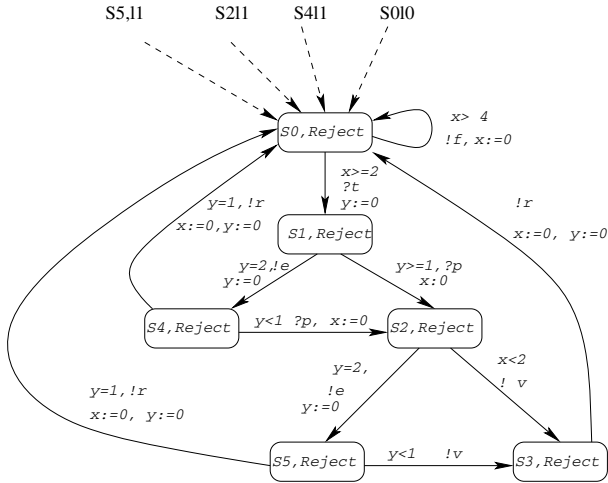 S5,l1 S2l1 S4l1 S0l0
S0,Reject
x> 4
!f,x:=0
x>=2
?t
y:=0
y=1,!r
x:=0,y:=0
!r
x:=0, y:=0
S1,Reject
y=2,!e
y:=0
y>=1,?p
x:0
S4,Reject
y<1 ?p, x:=0
S2,Reject
y=2,
!e
y:=0
x<2
! v
y=1,!r
x:=0, y:=0
S5,Reject
y<1 !v
S3,Reject